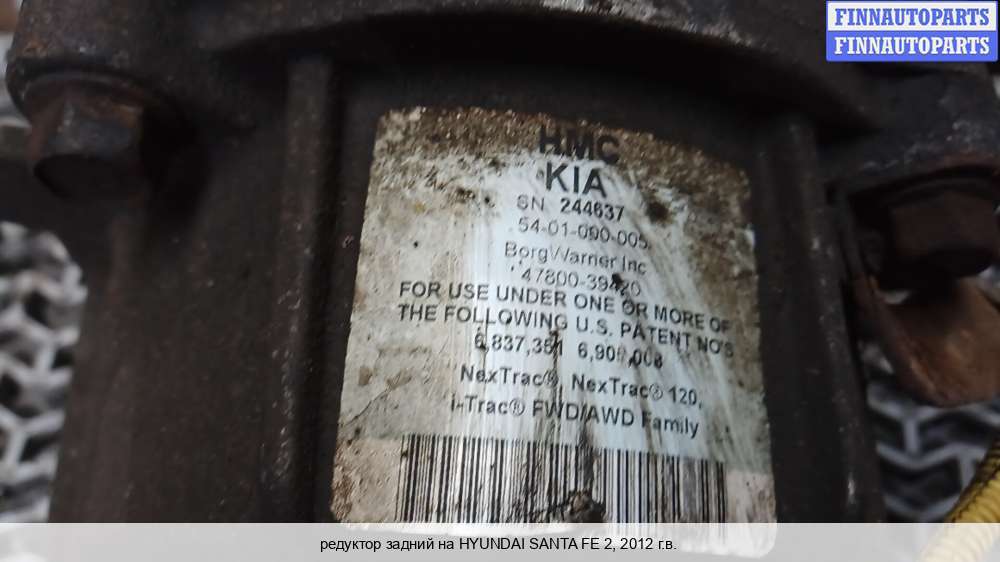 FINNAUTOPARTS
FINNAUTOPARTS
HMC
KIA
SN 244637
54-01-090-005
BorgWarner Inc
47800-39420
FOR USE UNDER ONE OR MORE OF
THE FOLLOWING U.S. PATENT NO'S
NexTrac®, NexTrac® 120,
i-Trac® FWD/AWD Family
редуктор задний на HYUNDAI SANTA FE 2, 2012 г.в.